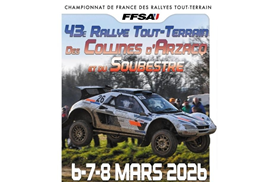 CHAMPIONNAT DE FRANCE DES RALLYES TOUT-TERRAIN
FFSA
43E RALLYE TOUT-TERRAIN
DES COLLINES D'ARZACQ
ET DU SOUBESTRE
6-7-8 MARS 2026